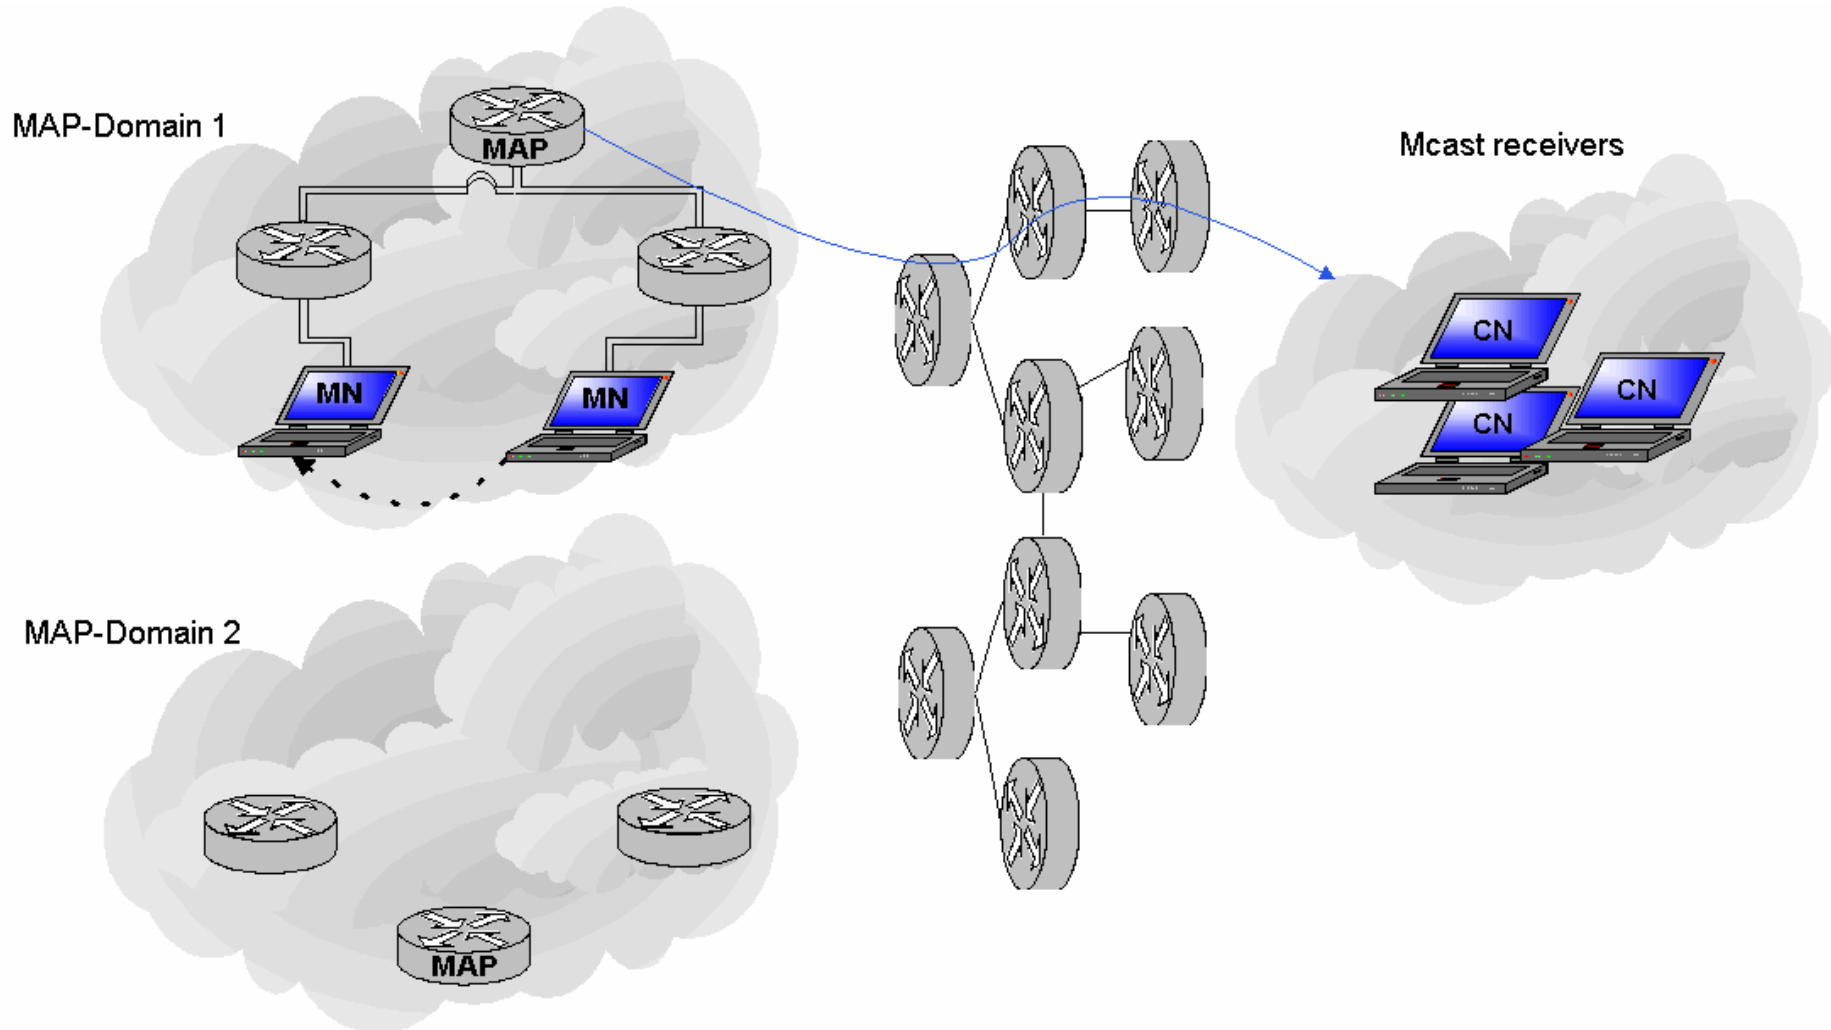 MAP-Domain 1
MAP
MN
MN
Mcast receivers
CN
CN
CN
MAP-Domain 2
MAP